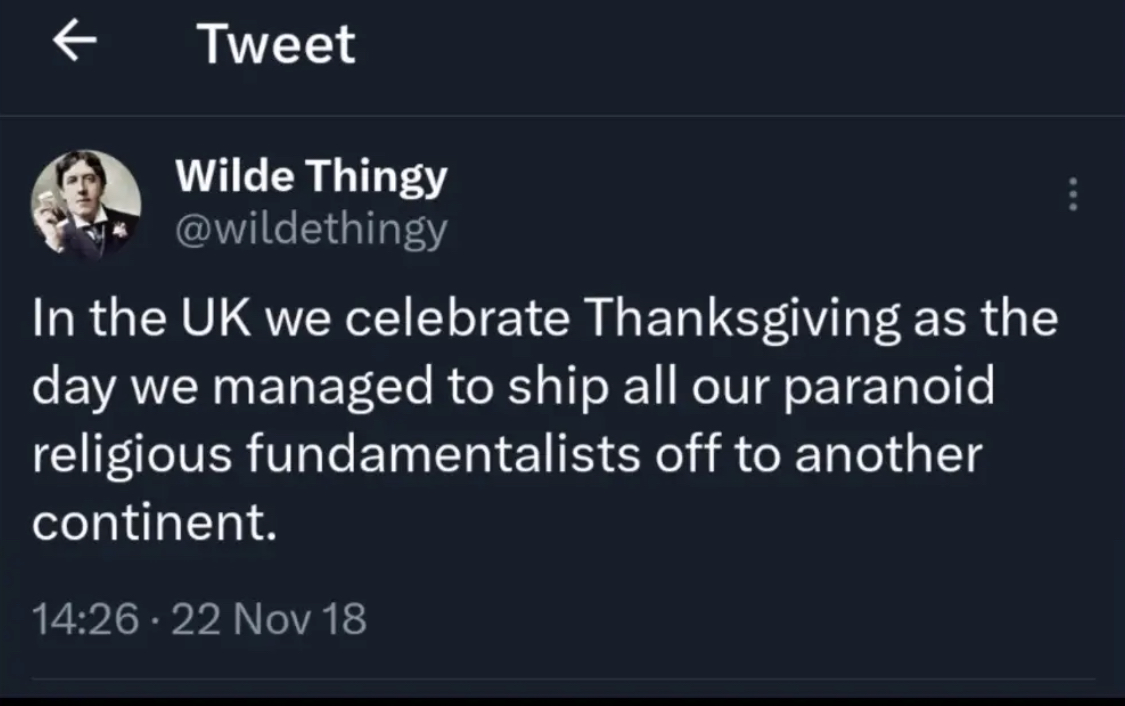 Tweet
Wilde Thingy
@wildethingy
In the UK we celebrate Thanksgiving as the
day we managed to ship all our paranoid
religious fundamentalists off to another
continent.
14:26 · 22 Nov 18